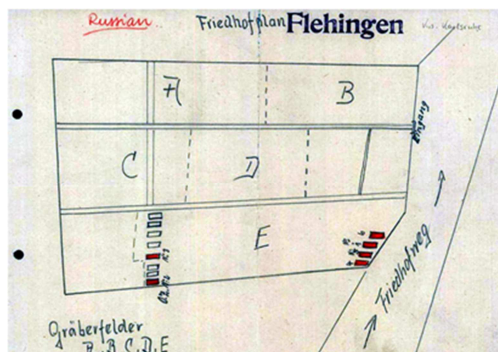 Russian
Friedhofplan Flehingen
A
B
Eingang
C
D
E
Friedhofweg
Gräberfelder
A, B, C, D, E